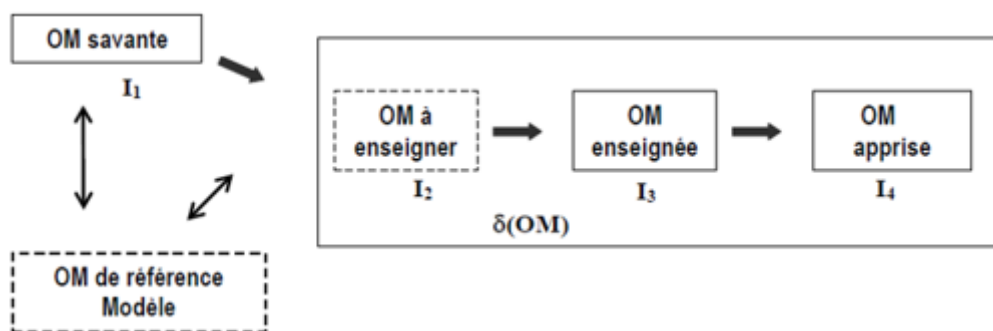 OM savante
I₁
OM à
enseigner
I₂
OM
enseignée
I₃
OM
apprise
I₄
δ(OM)
OM de référence
Modèle